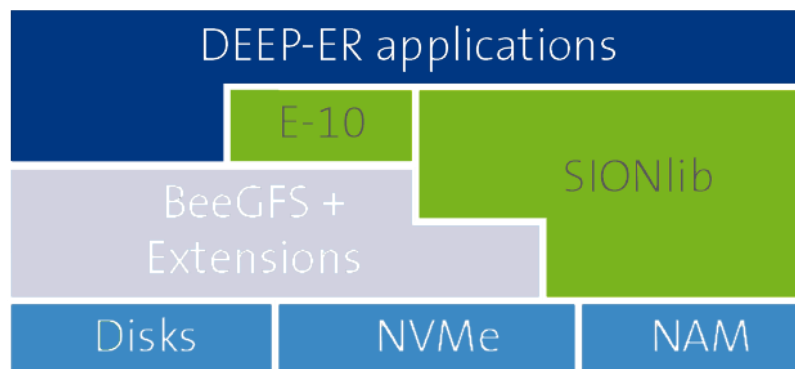 DEEP-ER applications
E-10
SIONlib
BeeGFS +
Extensions
Disks
NVMe
NAM